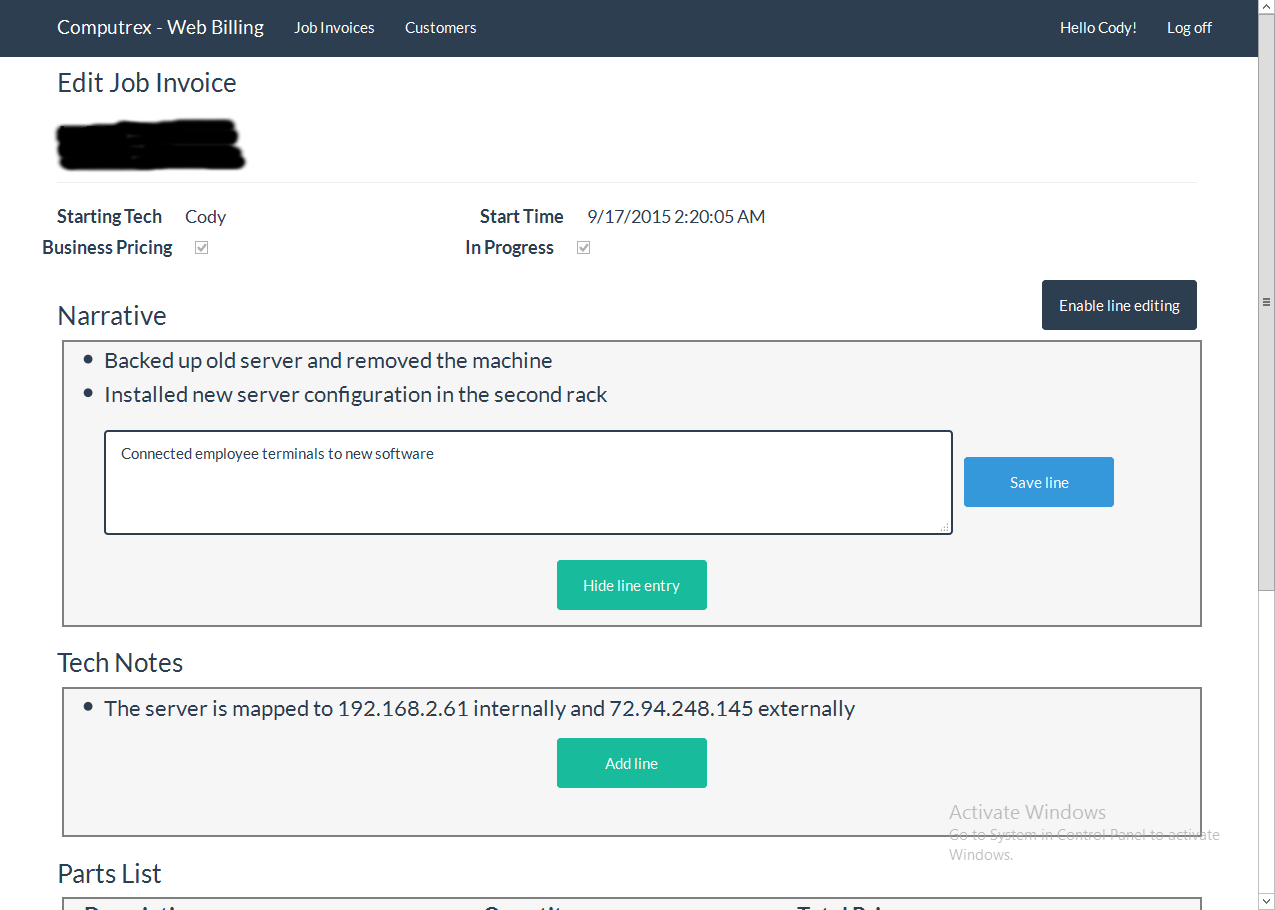 Computrex - Web Billing Job Invoices Customers Hello Cody! Log off
Edit Job Invoice
Starting Tech Cody Start Time 9/17/2015 2:20:05 AM
Business Pricing In Progress
Enable line editing
Narrative
Backed up old server and removed the machine
Installed new server configuration in the second rack
Connected employee terminals to new software
Save line
Hide line entry
Tech Notes
The server is mapped to 192.168.2.61 internally and 72.94.248.145 externally
Add line
Activate Windows
Go to System in Control Panel to activate
Windows.
Parts List